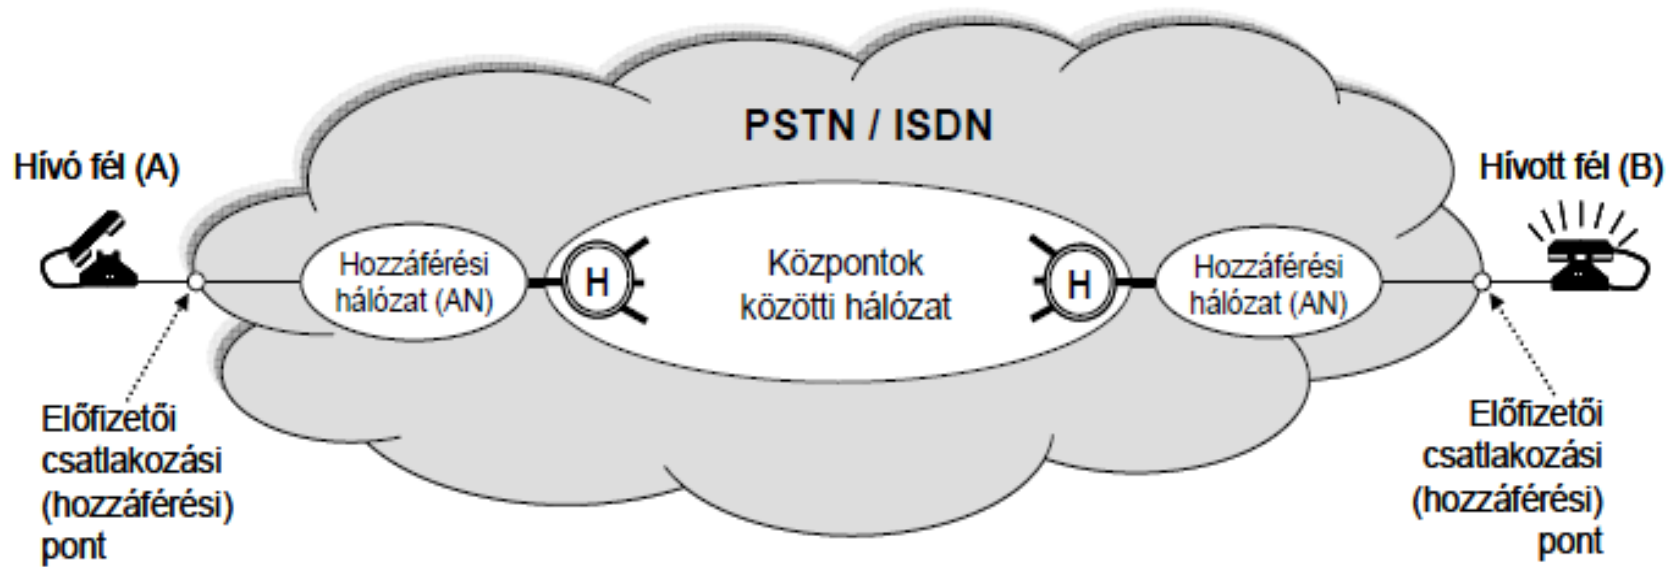 PSTN / ISDN
Hívó fél (A)
Hívott fél (B)
Hozzáférési
hálózat (AN)
H
Központok
közötti hálózat
H
Hozzáférési
hálózat (AN)
Előfizetői
csatlakozási
(hozzáférési)
pont
Előfizetői
csatlakozási
(hozzáférési)
pont